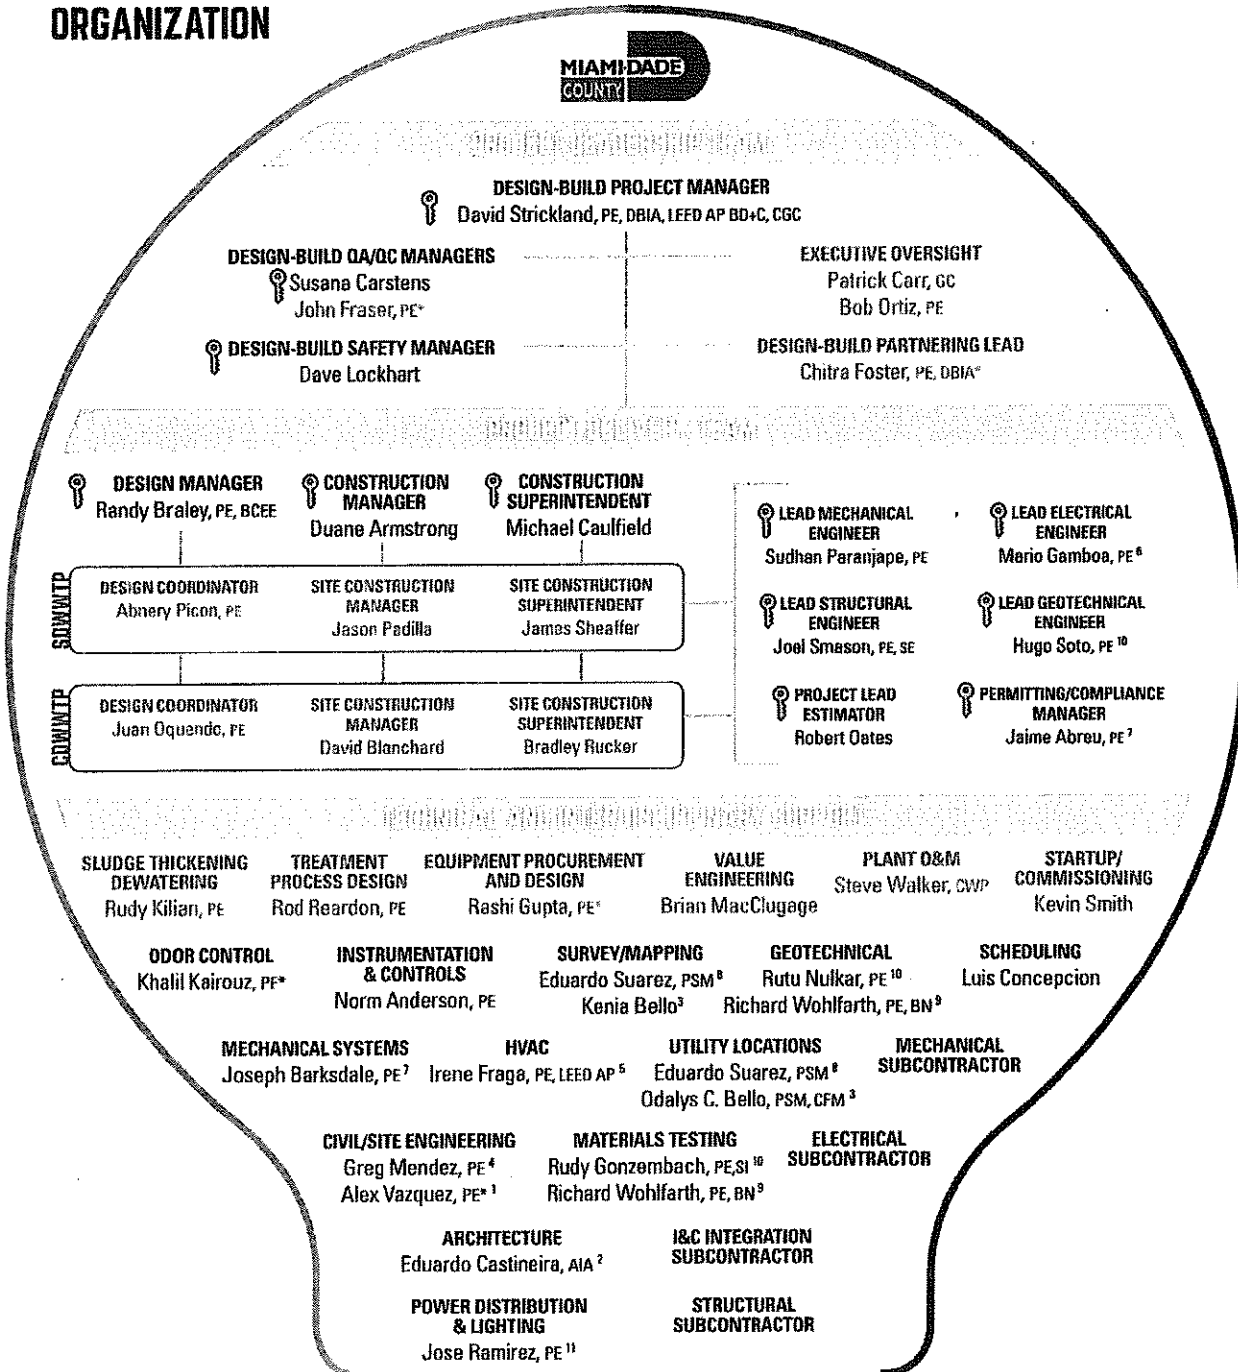 ORGANIZATION
MIAMI-DADE
COUNTY
PROJECT LEADERSHIP TEAM
DESIGN-BUILD PROJECT MANAGER
David Strickland, PE, DBIA, LEED AP BD+C, CGC
DESIGN-BUILD QA/QC MANAGERS
Susana Carstens
John Fraser, PE*
EXECUTIVE OVERSIGHT
Patrick Carr, GC
Bob Ortiz, PE
DESIGN-BUILD SAFETY MANAGER
Dave Lockhart
DESIGN-BUILD PARTNERING LEAD
Chitra Foster, PE, DBIA*
PROJECT DELIVERY TEAM
DESIGN MANAGER
Randy Braley, PE, BCEE
CONSTRUCTION
MANAGER
Duane Armstrong
CONSTRUCTION
SUPERINTENDENT
Michael Caulfield
SDWWTP
DESIGN COORDINATOR
Abnery Picon, PE
SITE CONSTRUCTION
MANAGER
Jason Padilla
SITE CONSTRUCTION
SUPERINTENDENT
James Sheaffer
CDWWTP
DESIGN COORDINATOR
Juan Oquendo, PE
SITE CONSTRUCTION
MANAGER
David Blanchard
SITE CONSTRUCTION
SUPERINTENDENT
Bradley Rucker
LEAD MECHANICAL
ENGINEER
Sudhan Paranjape, PE
LEAD ELECTRICAL
ENGINEER
Mario Gamboa, PE 6
LEAD STRUCTURAL
ENGINEER
Joel Smason, PE, SE
LEAD GEOTECHNICAL
ENGINEER
Hugo Soto, PE 10
PROJECT LEAD
ESTIMATOR
Robert Oates
PERMITTING/COMPLIANCE
MANAGER
Jaime Abreu, PE 7
TECHNICAL AND INTERDISCIPLINARY SUPPORT
SLUDGE THICKENING
DEWATERING
Rudy Kilian, PE
TREATMENT
PROCESS DESIGN
Rod Reardon, PE
EQUIPMENT PROCUREMENT
AND DESIGN
Rashi Gupta, PE*
VALUE
ENGINEERING
Brian MacClugage
PLANT O&M
Steve Walker, CWP
STARTUP/
COMMISSIONING
Kevin Smith
ODOR CONTROL
Khalil Kairouz, PE*
INSTRUMENTATION
& CONTROLS
Norm Anderson, PE
SURVEY/MAPPING
Eduardo Suarez, PSM 8
Kenia Bello 3
GEOTECHNICAL
Rutu Nulkar, PE 10
Richard Wohlfarth, PE, BN 9
SCHEDULING
Luis Concepcion
MECHANICAL SYSTEMS
Joseph Barksdale, PE 7
HVAC
Irene Fraga, PE, LEED AP 5
UTILITY LOCATIONS
Eduardo Suarez, PSM 8
Odalys C. Bello, PSM, CFM 3
MECHANICAL
SUBCONTRACTOR
CIVIL/SITE ENGINEERING
Greg Mendez, PE 4
Alex Vazquez, PE* 1
MATERIALS TESTING
Rudy Gonzembach, PE,SI 10
Richard Wohlfarth, PE, BN 9
ELECTRICAL
SUBCONTRACTOR
ARCHITECTURE
Eduardo Castineira, AIA 2
I&C INTEGRATION
SUBCONTRACTOR
POWER DISTRIBUTION
& LIGHTING
Jose Ramirez, PE 11
STRUCTURAL
SUBCONTRACTOR